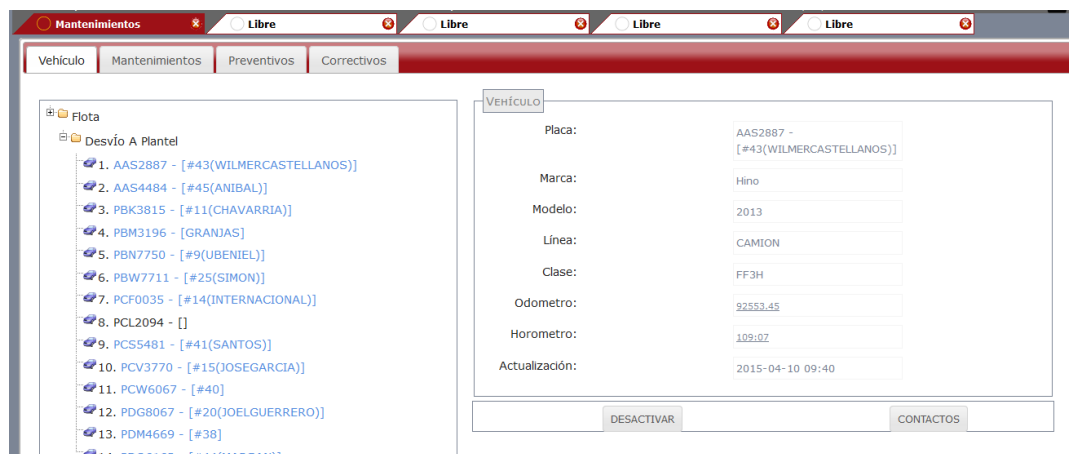 Mantenimientos Libre Libre Libre Libre
Vehículo Mantenimientos Preventivos Correctivos
Flota
DesvÍo A Plantel
1. AAS2887 - [#43(WILMERCASTELLANOS)]
2. AAS4484 - [#45(ANIBAL)]
3. PBK3815 - [#11(CHAVARRIA)]
4. PBM3196 - [GRANJAS]
5. PBN7750 - [#9(UBENIEL)]
6. PBW7711 - [#25(SIMON)]
7. PCF0035 - [#14(INTERNACIONAL)]
8. PCL2094 - []
9. PCS5481 - [#41(SANTOS)]
10. PCV3770 - [#15(JOSEGARCIA)]
11. PCW6067 - [#40]
12. PDG8067 - [#20(JOELGUERRERO)]
13. PDM4669 - [#38]
VEHÍCULO
Placa: AAS2887 -
[#43(WILMERCASTELLANOS)]
Marca: Hino
Modelo: 2013
Línea: CAMION
Clase: FF3H
Odometro: 92553.45
Horometro: 109:07
Actualización: 2015-04-10 09:40
DESACTIVAR CONTACTOS